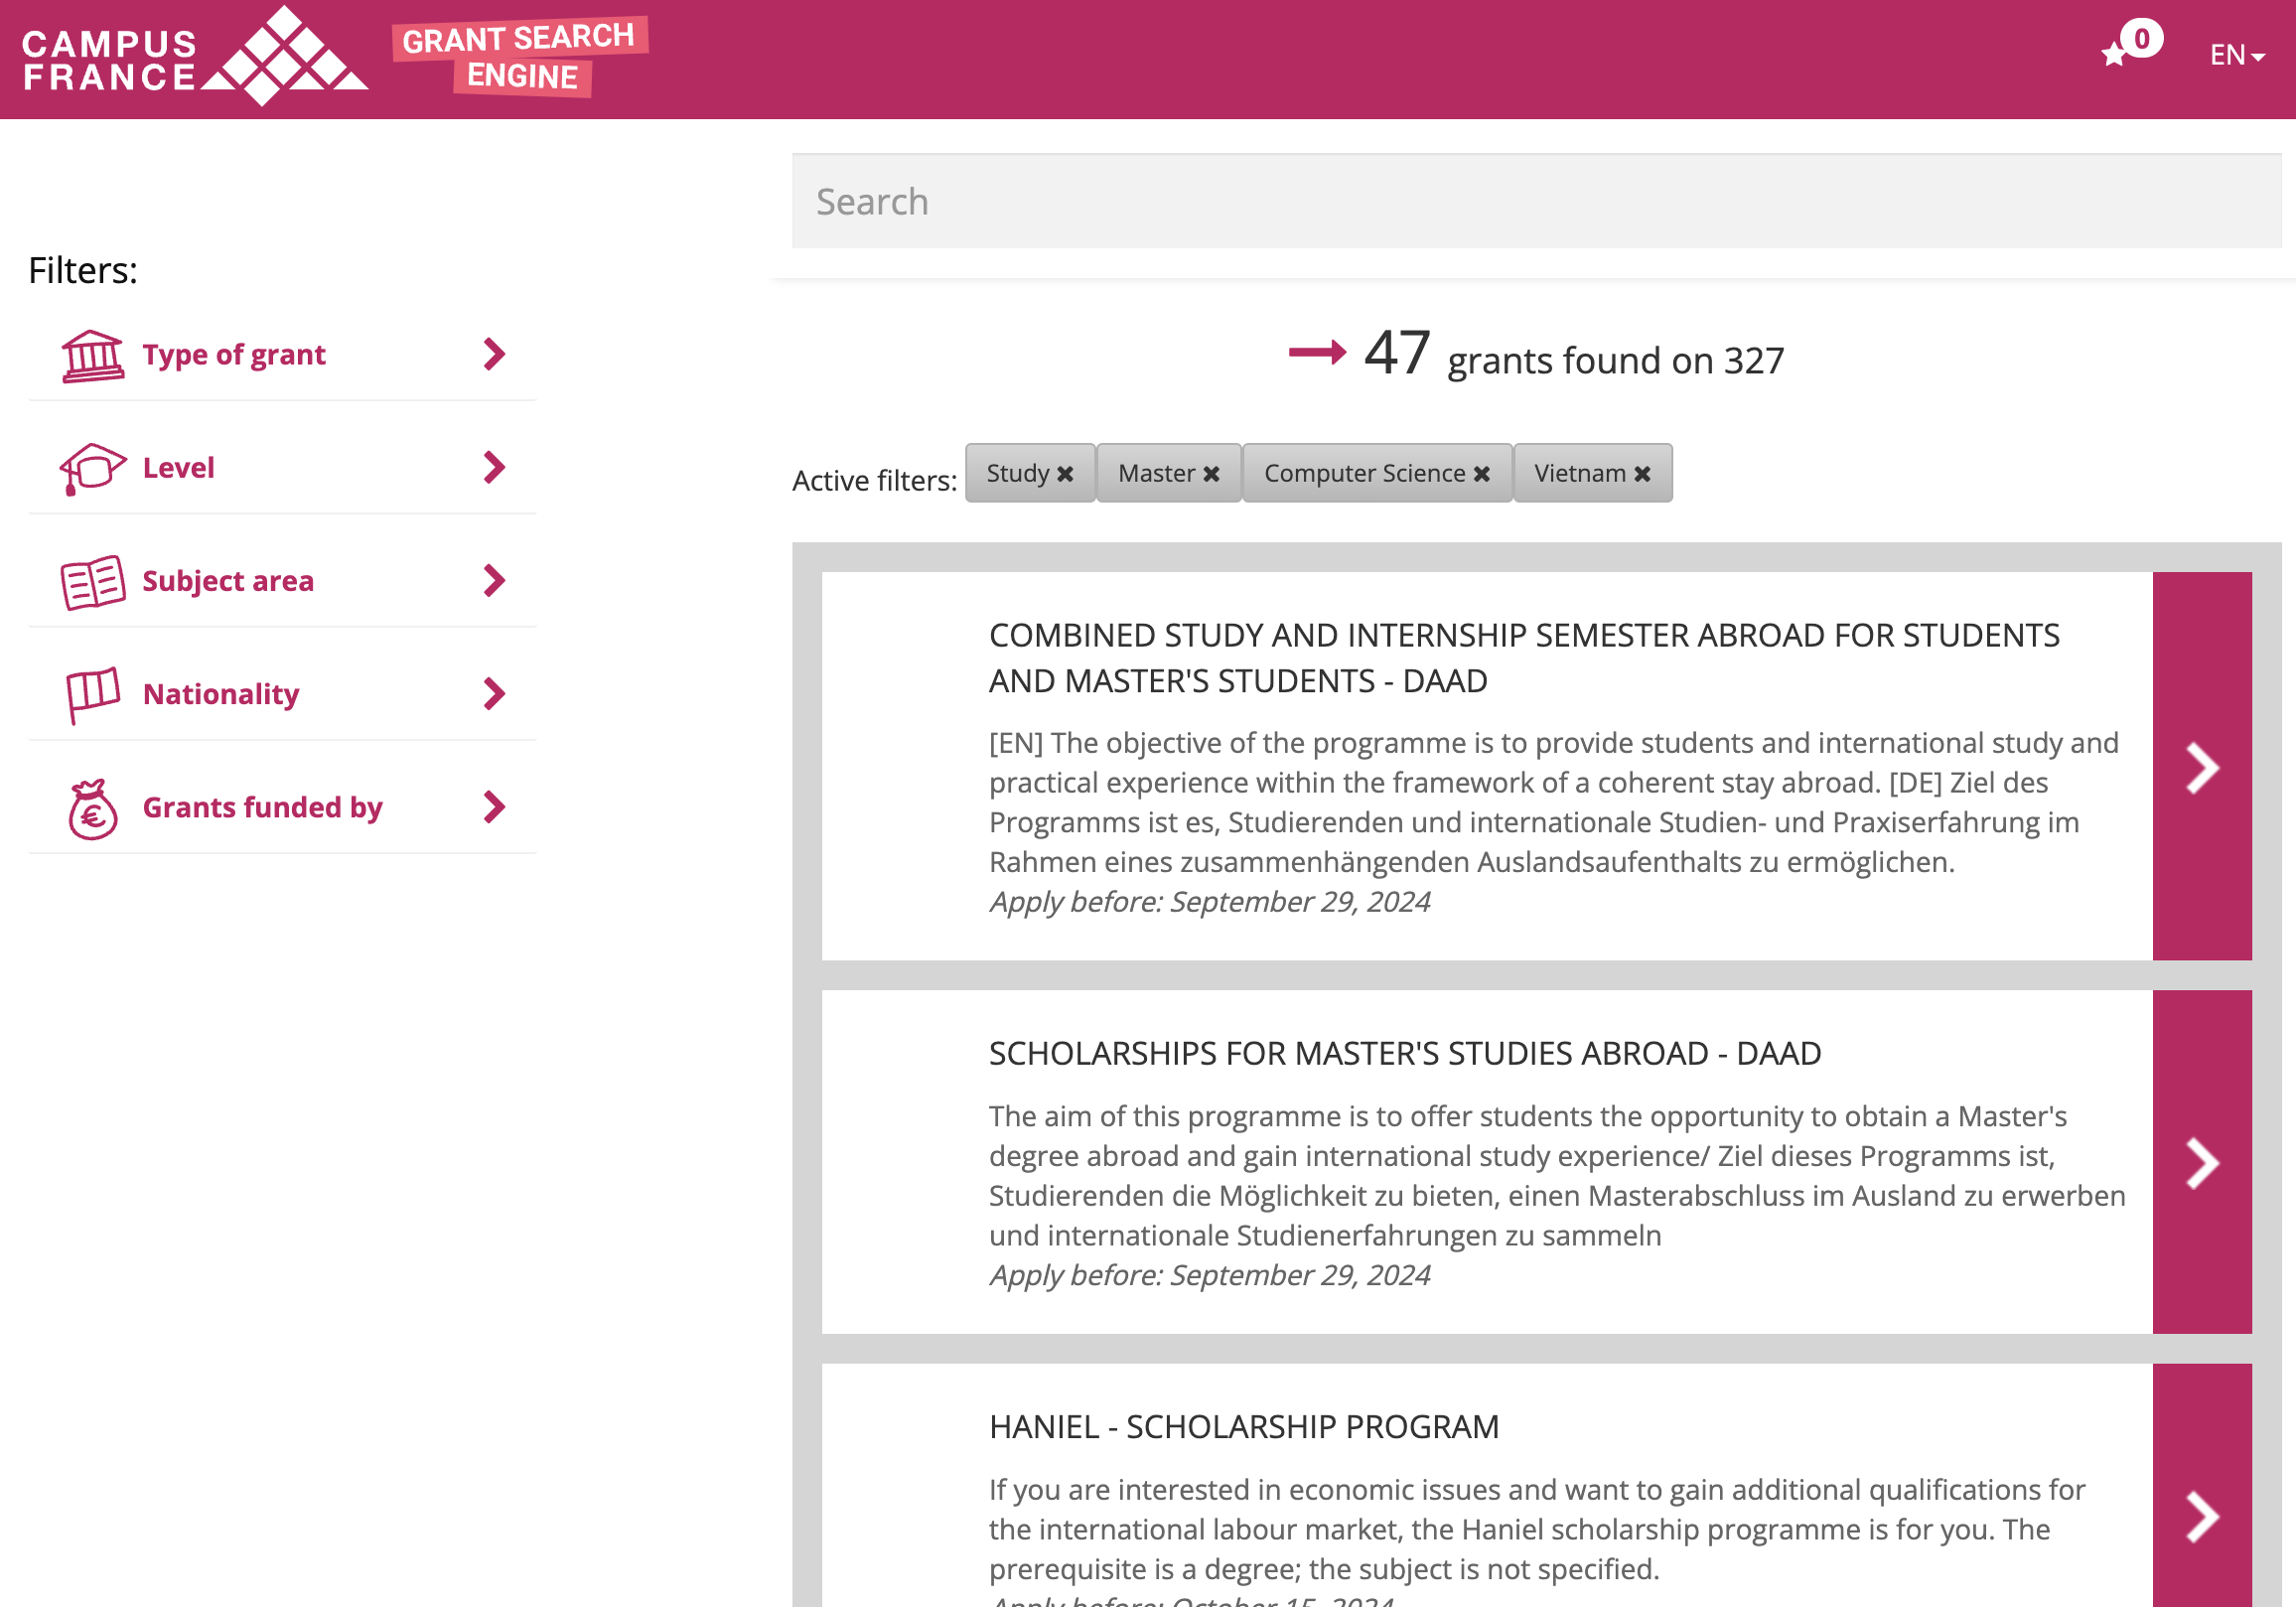 CAMPUS
FRANCE
GRANT SEARCH
ENGINE
0
EN
Search
Filters:
Type of grant
Level
Subject area
Nationality
Grants funded by
47 grants found on 327
Active filters: Study Master Computer Science Vietnam
COMBINED STUDY AND INTERNSHIP SEMESTER ABROAD FOR STUDENTS
AND MASTER'S STUDENTS - DAAD
[EN] The objective of the programme is to provide students and international study and
practical experience within the framework of a coherent stay abroad. [DE] Ziel des
Programms ist es, Studierenden und internationale Studien- und Praxiserfahrung im
Rahmen eines zusammenhängenden Auslandsaufenthalts zu ermöglichen.
Apply before: September 29, 2024
SCHOLARSHIPS FOR MASTER'S STUDIES ABROAD - DAAD
The aim of this programme is to offer students the opportunity to obtain a Master's
degree abroad and gain international study experience/ Ziel dieses Programms ist,
Studierenden die Möglichkeit zu bieten, einen Masterabschluss im Ausland zu erwerben
und internationale Studienerfahrungen zu sammeln
Apply before: September 29, 2024
HANIEL - SCHOLARSHIP PROGRAM
If you are interested in economic issues and want to gain additional qualifications for
the international labour market, the Haniel scholarship programme is for you. The
prerequisite is a degree; the subject is not specified.
Apply before: October 15, 2024